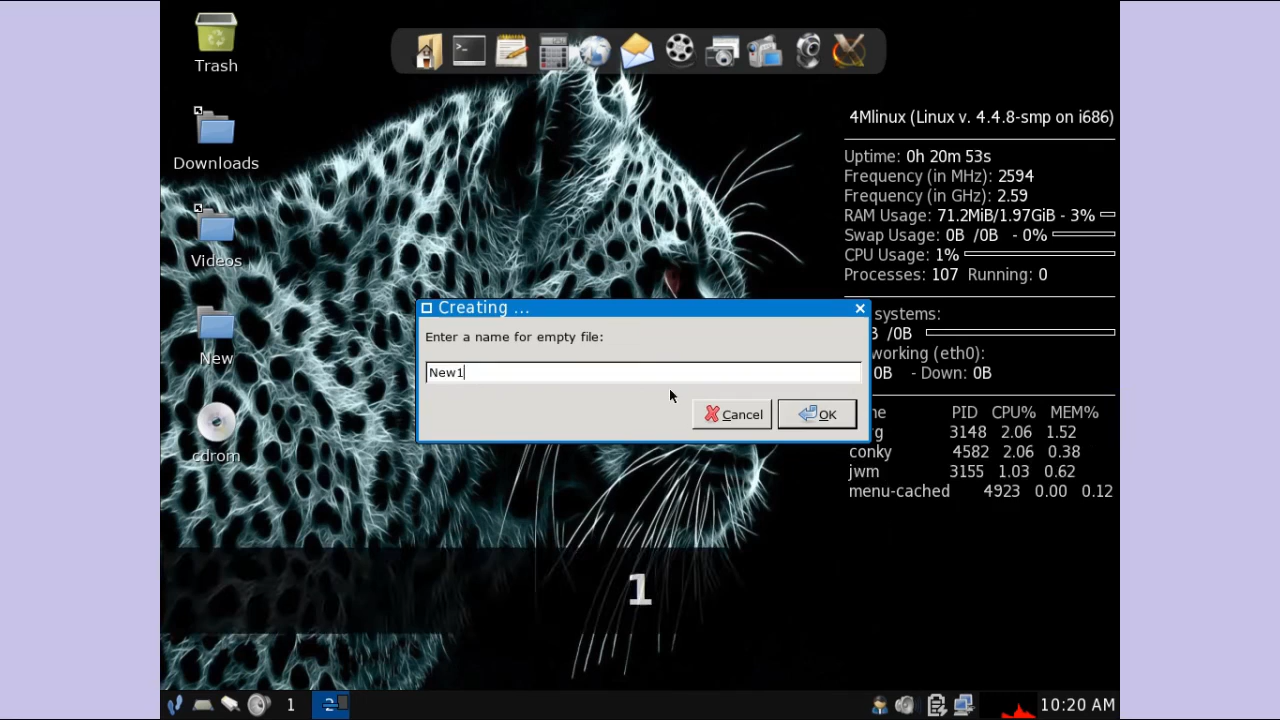 Trash
Downloads
Videos
New
cdrom
4Mlinux (Linux v. 4.4.8-smp on i686)
Uptime: 0h 20m 53s
Frequency (in MHz): 2594
Frequency (in GHz): 2.59
RAM Usage: 71.2MiB/1.97GiB - 3%
Swap Usage: 0B /0B - 0%
CPU Usage: 1%
Processes: 107 Running: 0
systems:
/0B
working (eth0):
0B - Down: 0B
PID CPU% MEM%
3148 2.06 1.52
conky 4582 2.06 0.38
jwm 3155 1.03 0.62
menu-cached 4923 0.00 0.12
Creating ...
Enter a name for empty file:
New1
Cancel
OK
1
1
2
10:20 AM